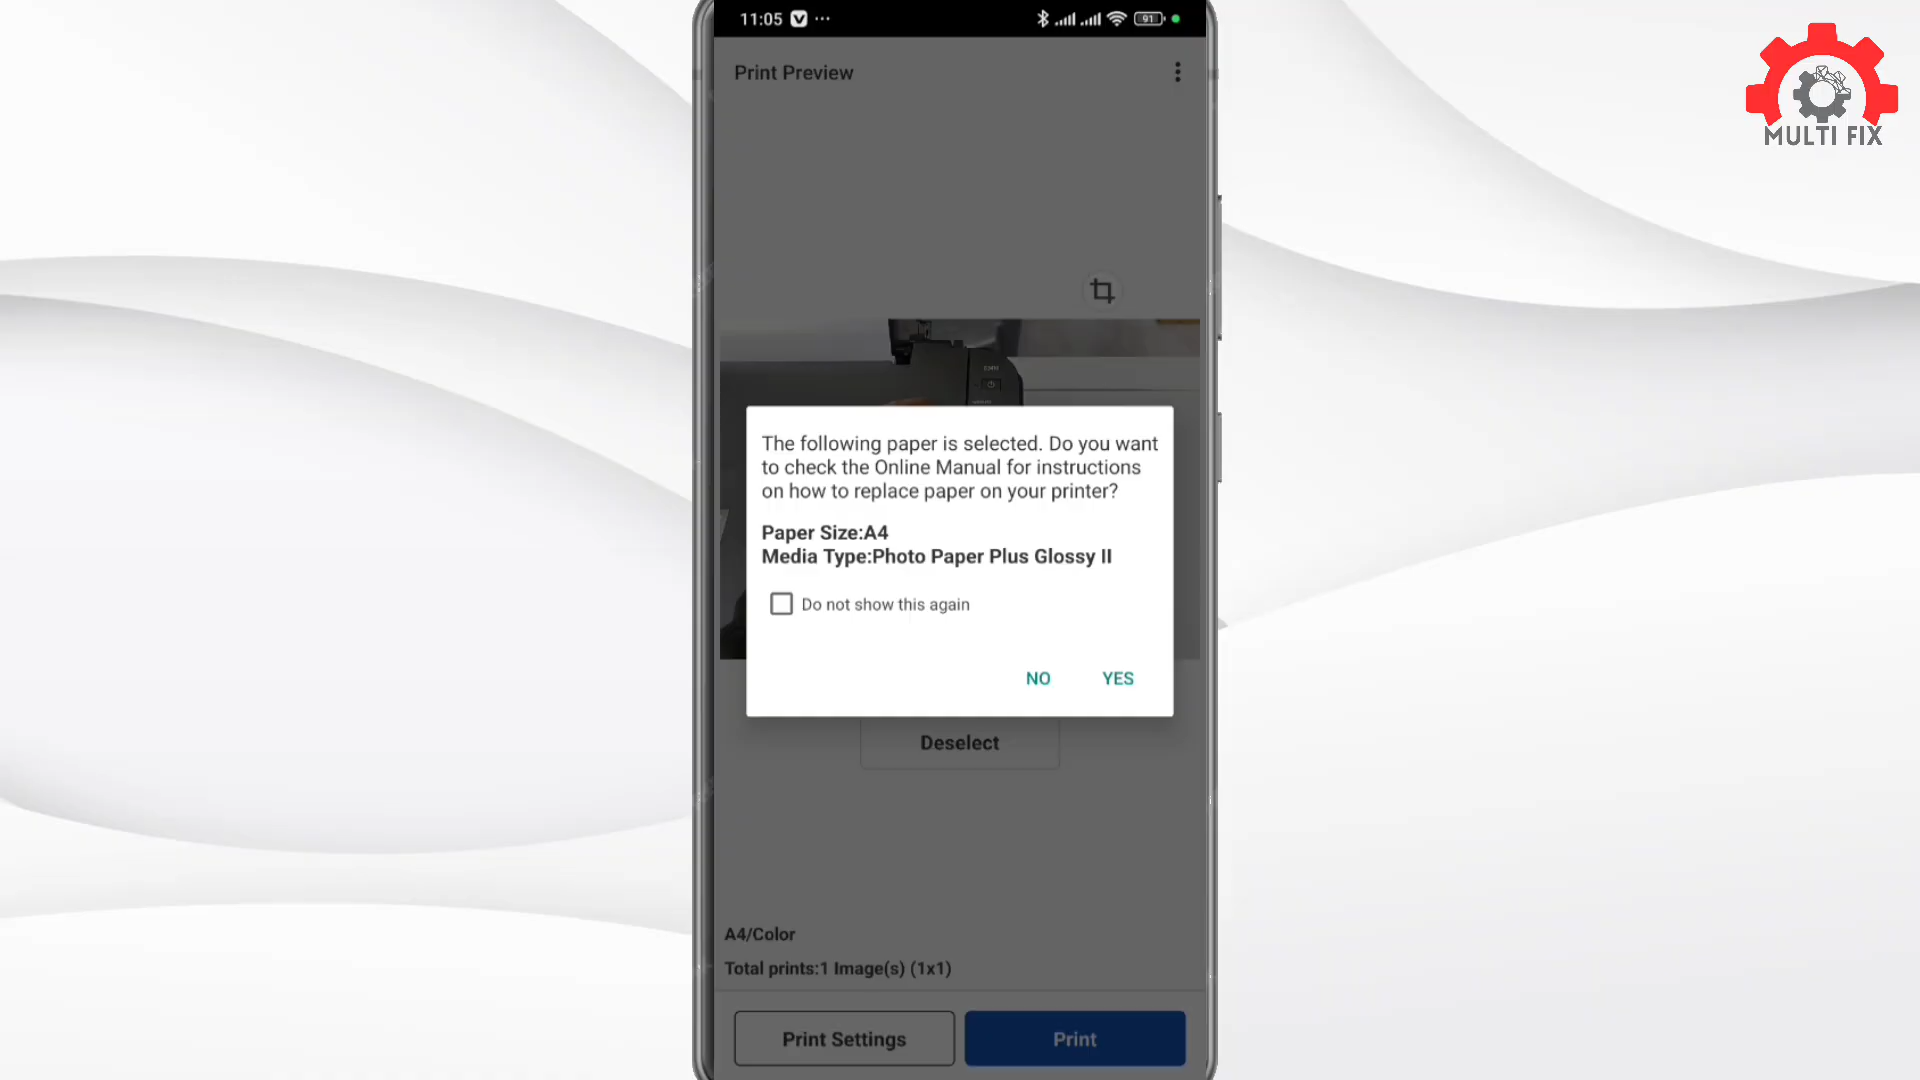 11:05
91
MULTI FIX
Print Preview
The following paper is selected. Do you want
to check the Online Manual for instructions
on how to replace paper on your printer?
Paper Size:A4
Media Type:Photo Paper Plus Glossy II
Do not show this again
NO YES
Deselect
A4/Color
Total prints:1 Image(s) (1x1)
Print Settings Print